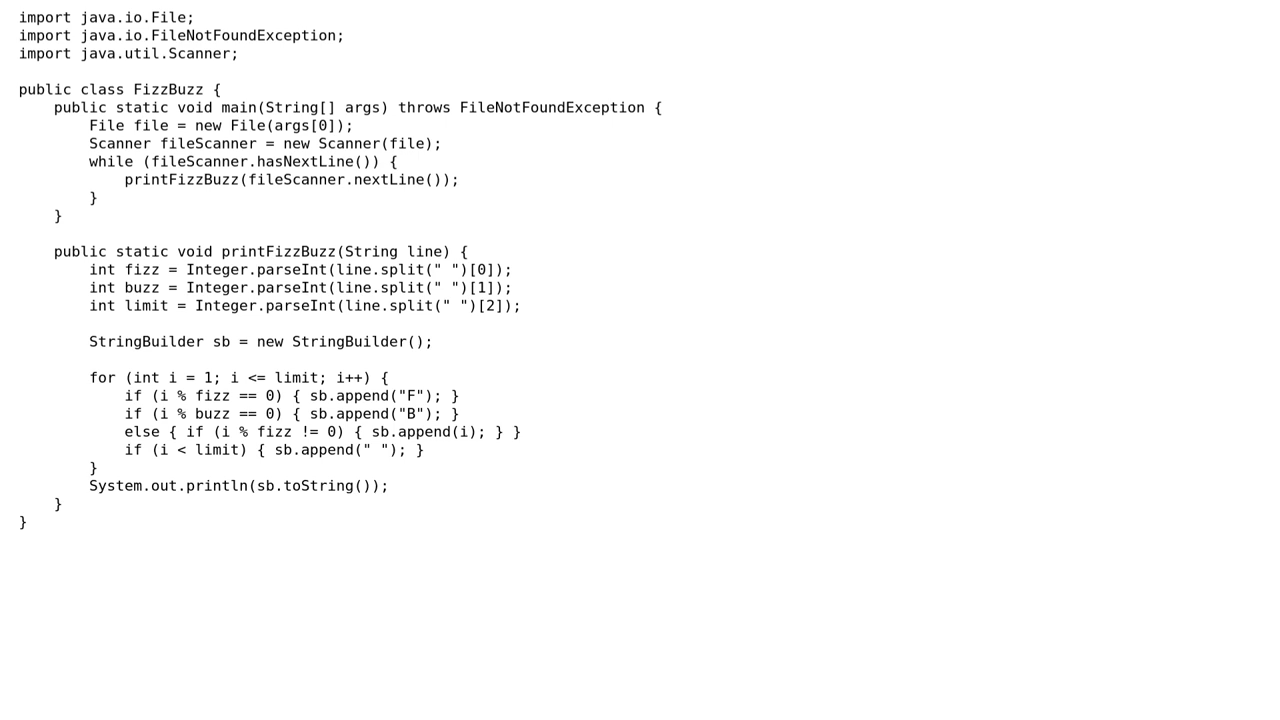 import java.io.File;
import java.io.FileNotFoundException;
import java.util.Scanner;

public class FizzBuzz {
    public static void main(String[] args) throws FileNotFoundException {
        File file = new File(args[0]);
        Scanner fileScanner = new Scanner(file);
        while (fileScanner.hasNextLine()) {
            printFizzBuzz(fileScanner.nextLine());
        }
    }

    public static void printFizzBuzz(String line) {
        int fizz = Integer.parseInt(line.split(" ")[0]);
        int buzz = Integer.parseInt(line.split(" ")[1]);
        int limit = Integer.parseInt(line.split(" ")[2]);

        StringBuilder sb = new StringBuilder();

        for (int i = 1; i <= limit; i++) {
            if (i % fizz == 0) { sb.append("F"); }
            if (i % buzz == 0) { sb.append("B"); }
            else { if (i % fizz != 0) { sb.append(i); } }
            if (i < limit) { sb.append(" "); }
        }
        System.out.println(sb.toString());
    }
}